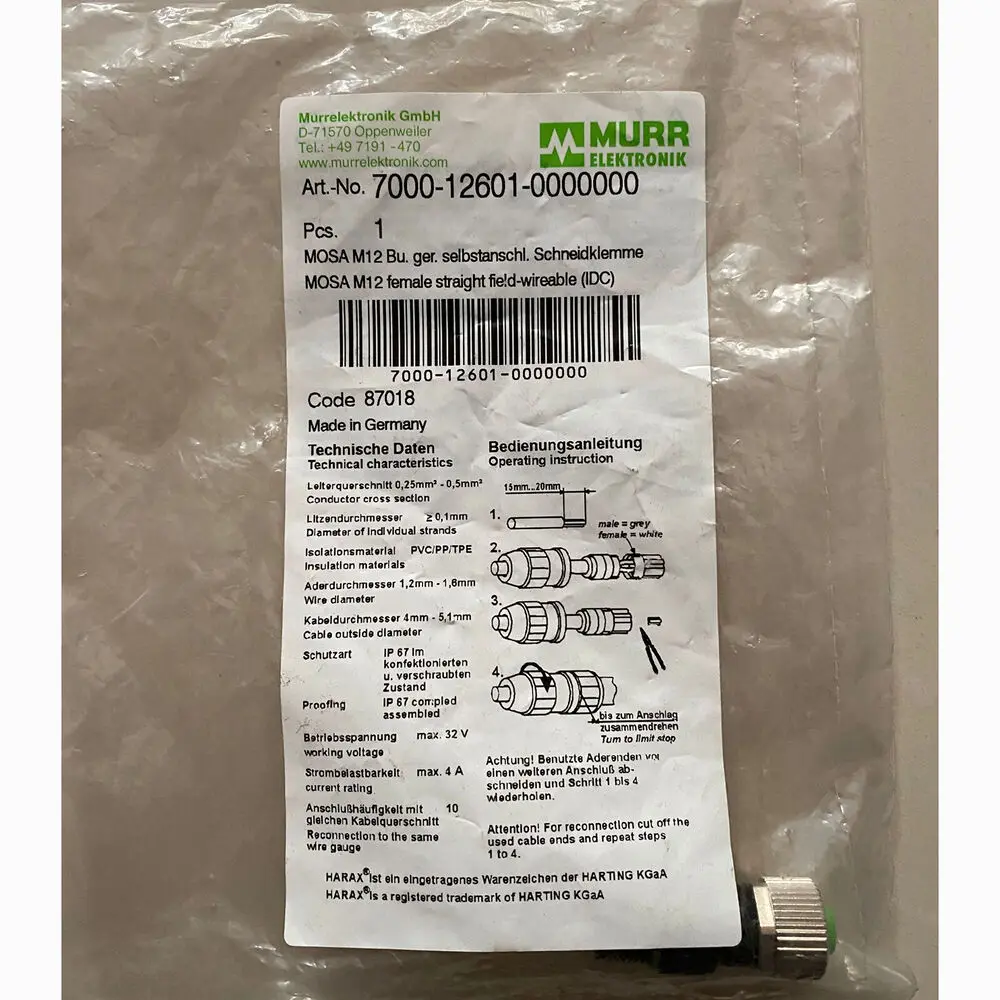 Murrelektronik GmbH
D-71570 Oppenweiler
Tel.: +49 7191 - 470
www.murrelektronik.com
MURR
ELEKTRONIK
Art.-No. 7000-12601-0000000
Pcs. 1
MOSA M12 Bu. ger. selbstanschl. Schneidklemme
MOSA M12 female straight field-wireable (IDC)
7000-12601-0000000
Code 87018
Made in Germany
Technische Daten
Technical characteristics
Leiterquerschnitt 0,25mm² - 0,5mm²
Conductor cross section
Litzendurchmesser ≥ 0,1mm
Diameter of individual strands
Isolationsmaterial PVC/PP/TPE
Insulation materials
Aderdurchmesser 1,2mm - 1,6mm
Wire diameter
Kabeldurchmesser 4mm - 5,1mm
Cable outside diameter
Schutzart IP 67 im
konfektionierten
u. verschraubten
Zustand
Proofing IP 67 compled
assembled
Betriebsspannung max. 32 V
working voltage
Strombelastbarkeit max. 4 A
current rating
Anschlußhäufigkeit mit 10
gleichen Kabelquerschnitt
Reconnection to the same
wire gauge
Bedienungsanleitung
Operating instruction
15mm...20mm
1.
male = grey
female = white
2.
3.
4.
bis zum Anschlag
zusammendrehen
Turn to limit stop
Achtung! Benutzte Aderenden vor
einen weiteren Anschluß ab-
schneiden und Schritt 1 bis 4
wiederholen.
Attention! For reconnection cut off the
used cable ends and repeat steps
1 to 4.
HARAX® ist ein eingetragenes Warenzeichen der HARTING KGaA
HARAX® is a registered trademark of HARTING KGaA